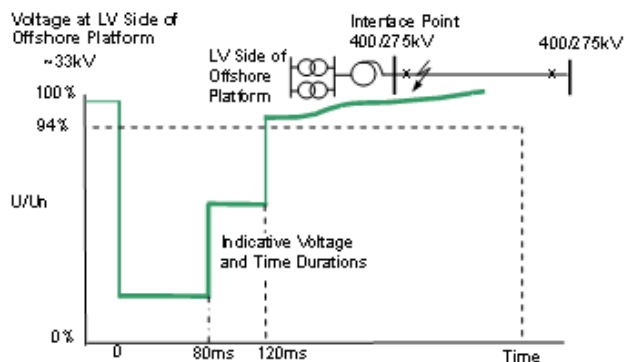 Voltage at LV Side of
Offshore Platform
~33kV
Interface Point
400/275kV
400/275kV
LV Side of
Offshore
Platform
100%
94%
U/Un
Indicative Voltage
and Time Durations
0%
0
80ms
120ms
Time